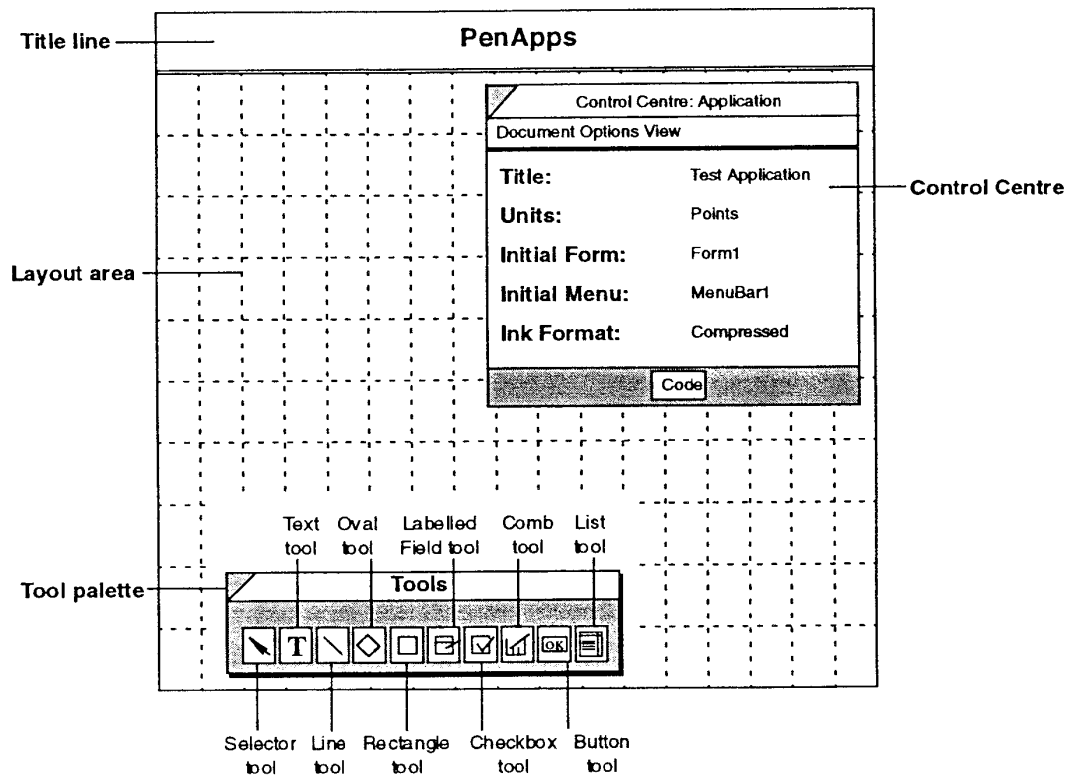 Title line
PenApps
Control Centre: Application
Document Options View
Title: Test Application
Control Centre
Units: Points
Initial Form: Form1
Layout area
Initial Menu: MenuBar1
Ink Format: Compressed
Code
Text tool
Oval tool
Labelled Field tool
Comb tool
List tool
Tool palette
Tools
T
OK
Selector tool
Line tool
Rectangle tool
Checkbox tool
Button tool